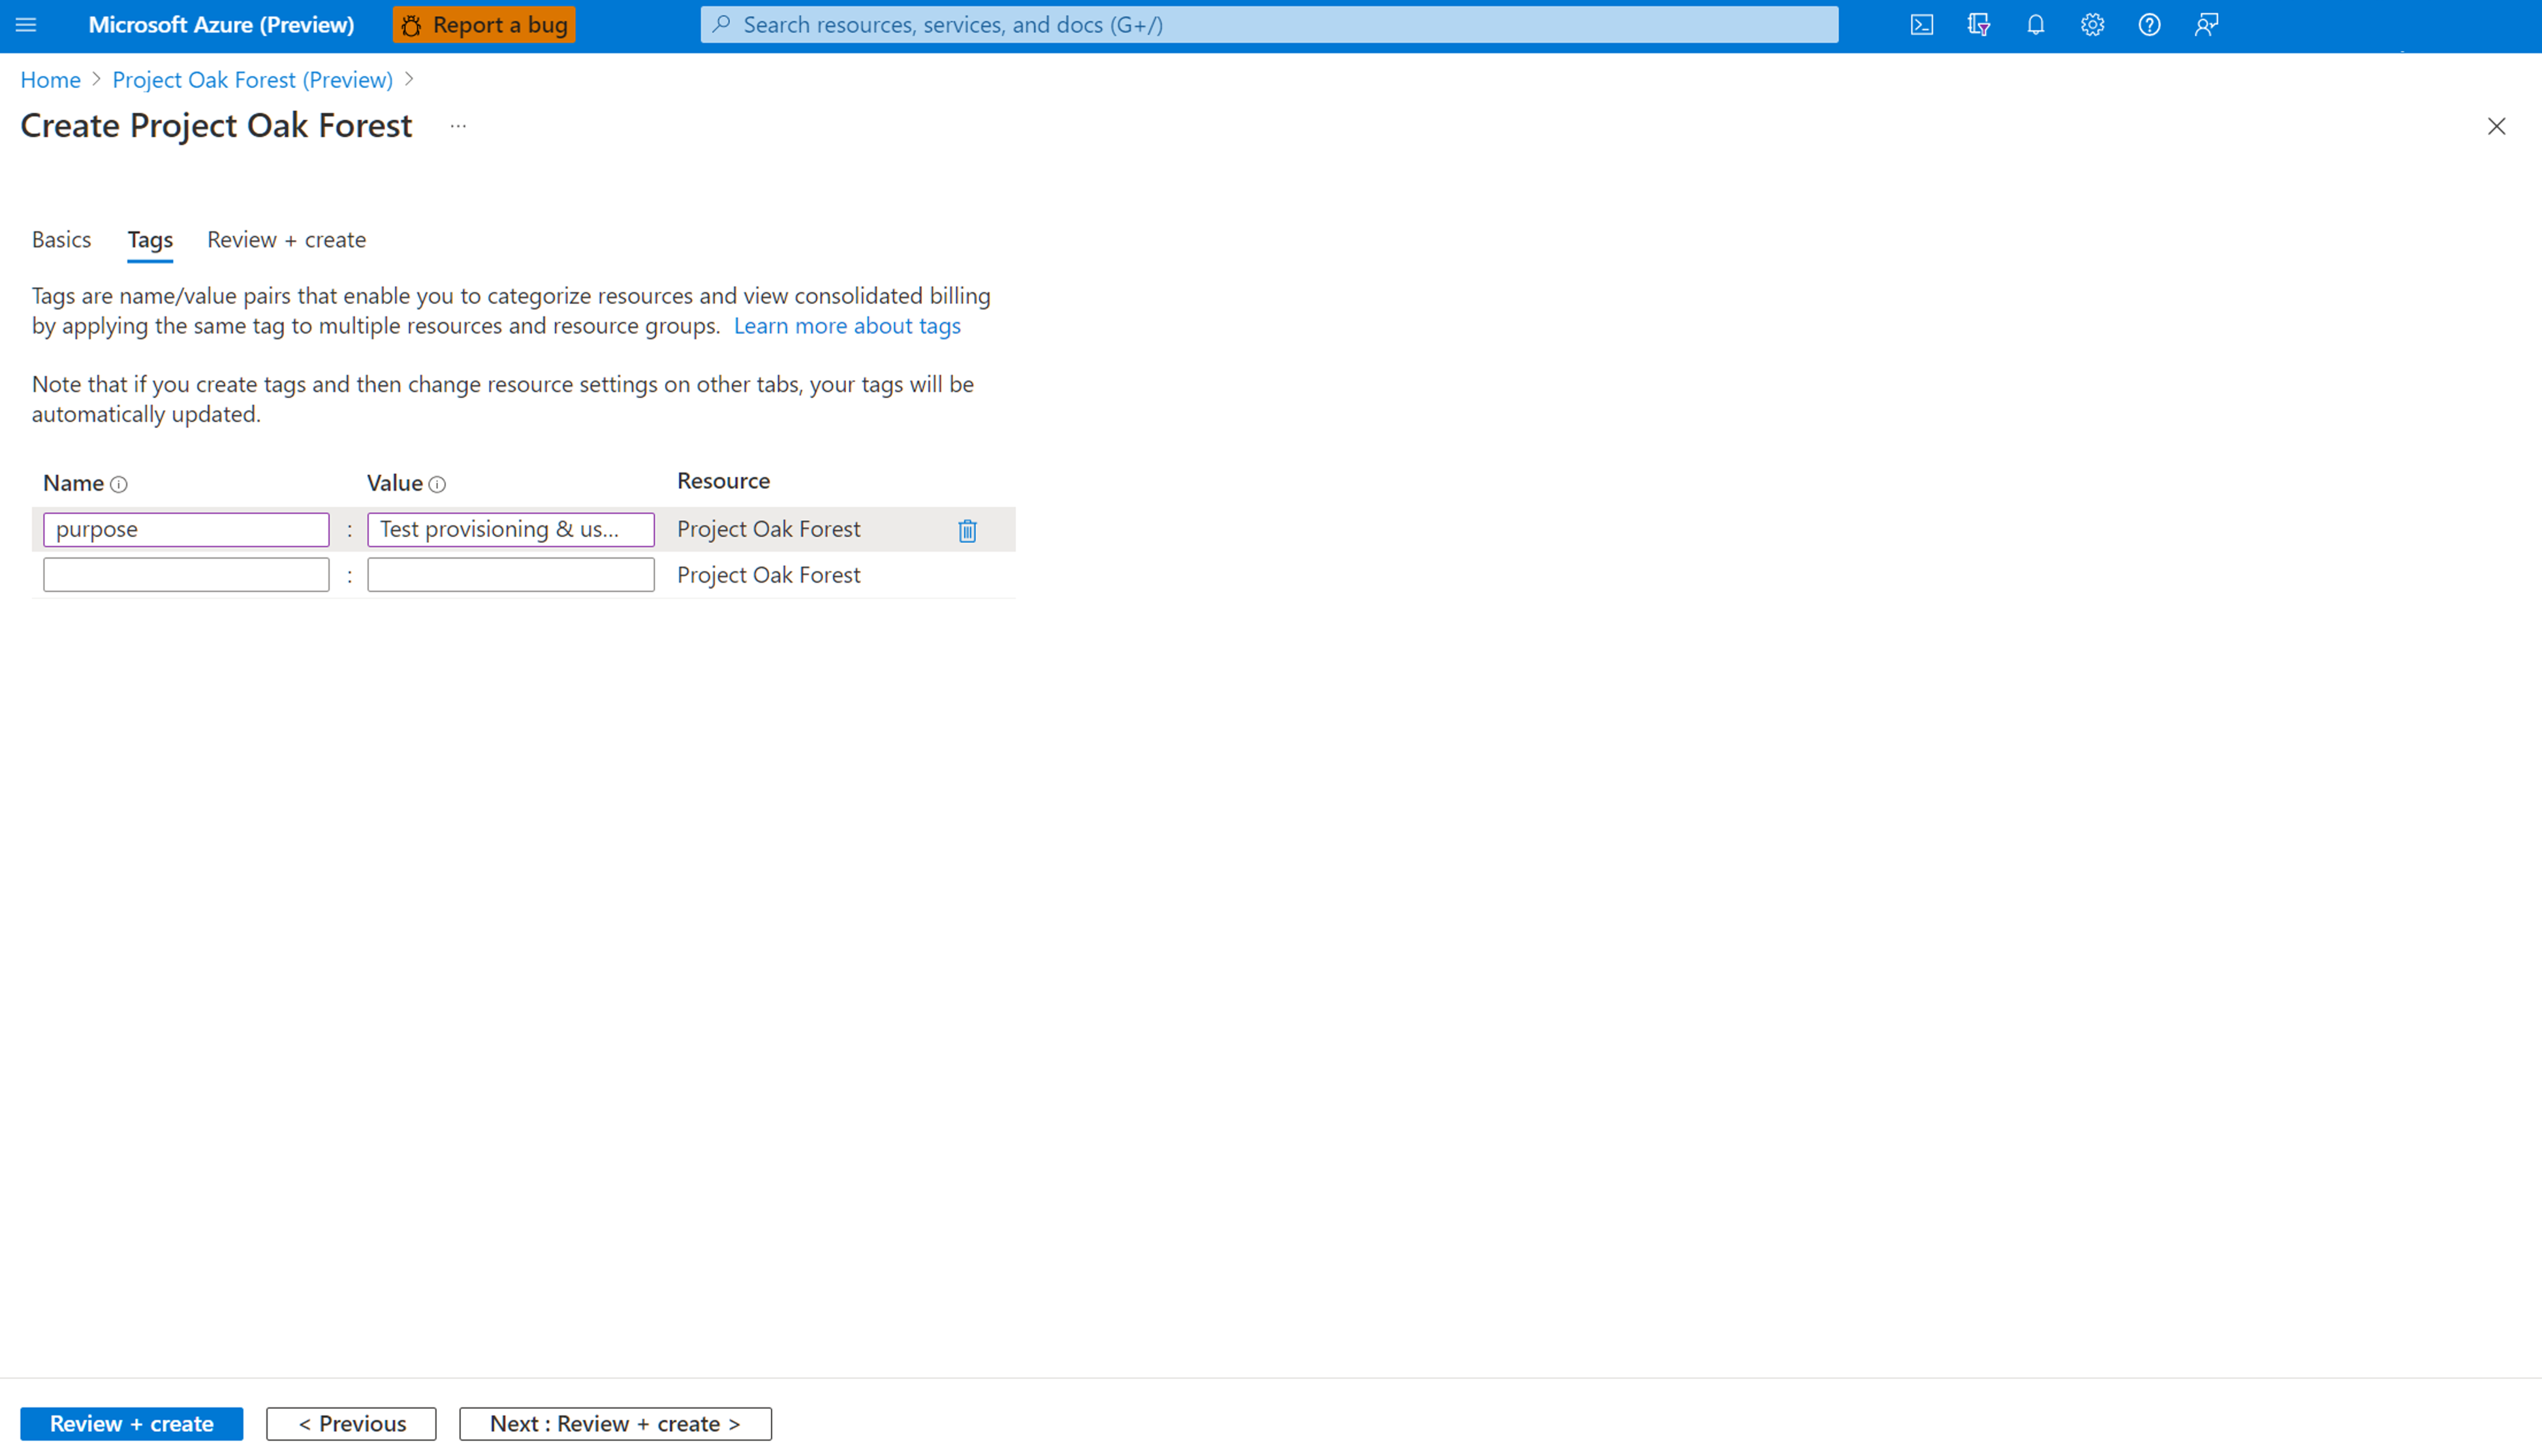 Microsoft Azure (Preview)
Report a bug
Search resources, services, and docs (G+/)
Home > Project Oak Forest (Preview) >
Create Project Oak Forest ...
Basics
Tags
Review + create
Tags are name/value pairs that enable you to categorize resources and view consolidated billing
by applying the same tag to multiple resources and resource groups. Learn more about tags
Note that if you create tags and then change resource settings on other tabs, your tags will be
automatically updated.
Name
Value
Resource
purpose : Test provisioning & us... Project Oak Forest
: Project Oak Forest
Review + create
< Previous
Next : Review + create >